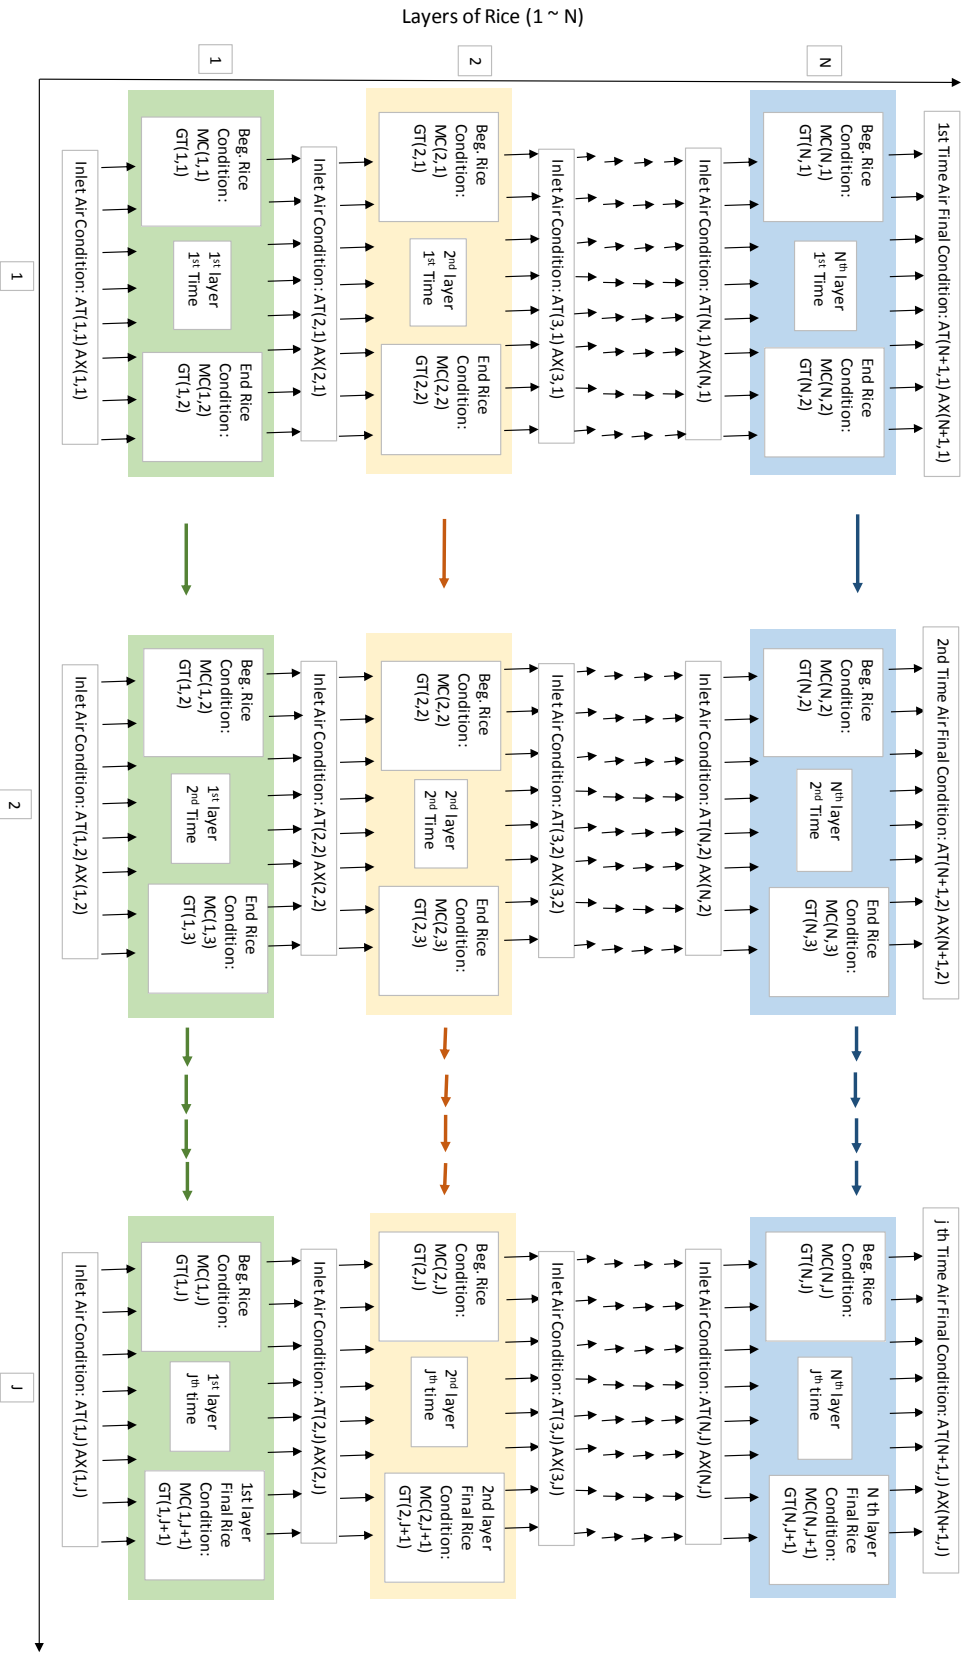 Layers of Rice (1 ~ N)
1
2
N
1st Time Air Final Condition: AT(N+1,1) AX(N+1,1)
Beg. Rice
Condition:
MC(N,1)
GT(N,1)
Nth layer
1st Time
End Rice
Condition:
MC(N,2)
GT(N,2)
Inlet Air Condition: AT(N,1) AX(N,1)
Inlet Air Condition: AT(3,1) AX(3,1)
Beg. Rice
Condition:
MC(2,1)
GT(2,1)
2nd layer
1st Time
End Rice
Condition:
MC(2,2)
GT(2,2)
Inlet Air Condition: AT(2,1) AX(2,1)
Beg. Rice
Condition:
MC(1,1)
GT(1,1)
1st layer
1st Time
End Rice
Condition:
MC(1,2)
GT(1,2)
Inlet Air Condition: AT(1,1) AX(1,1)
1
2nd Time Air Final Condition: AT(N+1,2) AX(N+1,2)
Beg. Rice
Condition:
MC(N,2)
GT(N,2)
Nth layer
2nd Time
End Rice
Condition:
MC(N,3)
GT(N,3)
Inlet Air Condition: AT(N,2) AX(N,2)
Inlet Air Condition: AT(3,2) AX(3,2)
Beg. Rice
Condition:
MC(2,2)
GT(2,2)
2nd layer
2nd Time
End Rice
Condition:
MC(2,3)
GT(2,3)
Inlet Air Condition: AT(2,2) AX(2,2)
Beg. Rice
Condition:
MC(1,2)
GT(1,2)
1st layer
2nd Time
End Rice
Condition:
MC(1,3)
GT(1,3)
Inlet Air Condition: AT(1,2) AX(1,2)
2
j th Time Air Final Condition: AT(N+1,J) AX(N+1,J)
Beg. Rice
Condition:
MC(N,J)
GT(N,J)
Nth layer
Jth time
N th layer
Final Rice
Condition:
MC(N,J+1)
GT(N,J+1)
Inlet Air Condition: AT(N,J) AX(N,J)
Inlet Air Condition: AT(3,J) AX(3,J)
Beg. Rice
Condition:
MC(2,J)
GT(2,J)
2nd layer
Jth time
2nd layer
Final Rice
Condition:
MC(2,J+1)
GT(2,J+1)
Inlet Air Condition: AT(2,J) AX(2,J)
Beg. Rice
Condition:
MC(1,J)
GT(1,J)
1st layer
Jth time
1st layer
Final Rice
Condition:
MC(1,J+1)
GT(1,J+1)
Inlet Air Condition: AT(1,J) AX(1,J)
J